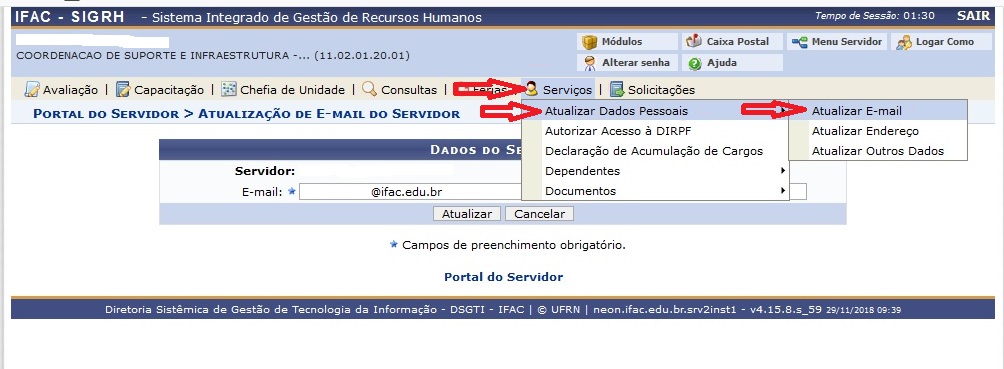 IFAC - SIGRH - Sistema Integrado de Gestão de Recursos Humanos
Tempo de Sessão: 01:30 SAIR
COORDENACAO DE SUPORTE E INFRAESTRUTURA -... (11.02.01.20.01)
Módulos Caixa Postal Menu Servidor Logar Como
Alterar senha Ajuda
Avaliação | Capacitação | Chefia de Unidade | Consultas | Férias | Serviços | Solicitações
PORTAL DO SERVIDOR > ATUALIZAÇÃO DE E-MAIL DO SERVIDOR
Atualizar Dados Pessoais
Autorizar Acesso à DIRPF
Declaração de Acumulação de Cargos
Dependentes
Documentos
Atualizar E-mail
Atualizar Endereço
Atualizar Outros Dados
DADOS DO SE
Servidor:
E-mail: @ifac.edu.br
Atualizar Cancelar
Campos de preenchimento obrigatório.
Portal do Servidor
Diretoria Sistêmica de Gestão de Tecnologia da Informação - DSGTI - IFAC | © UFRN | neon.ifac.edu.br.srv2inst1 - v4.15.8.s_59 29/11/2018 09:39